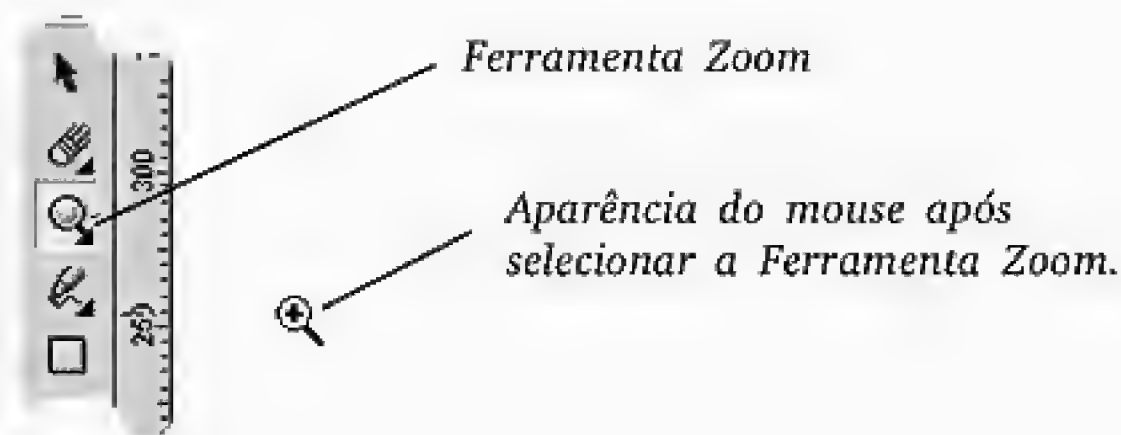 Ferramenta Zoom
300
Aparência do mouse após
selecionar a Ferramenta Zoom.
250